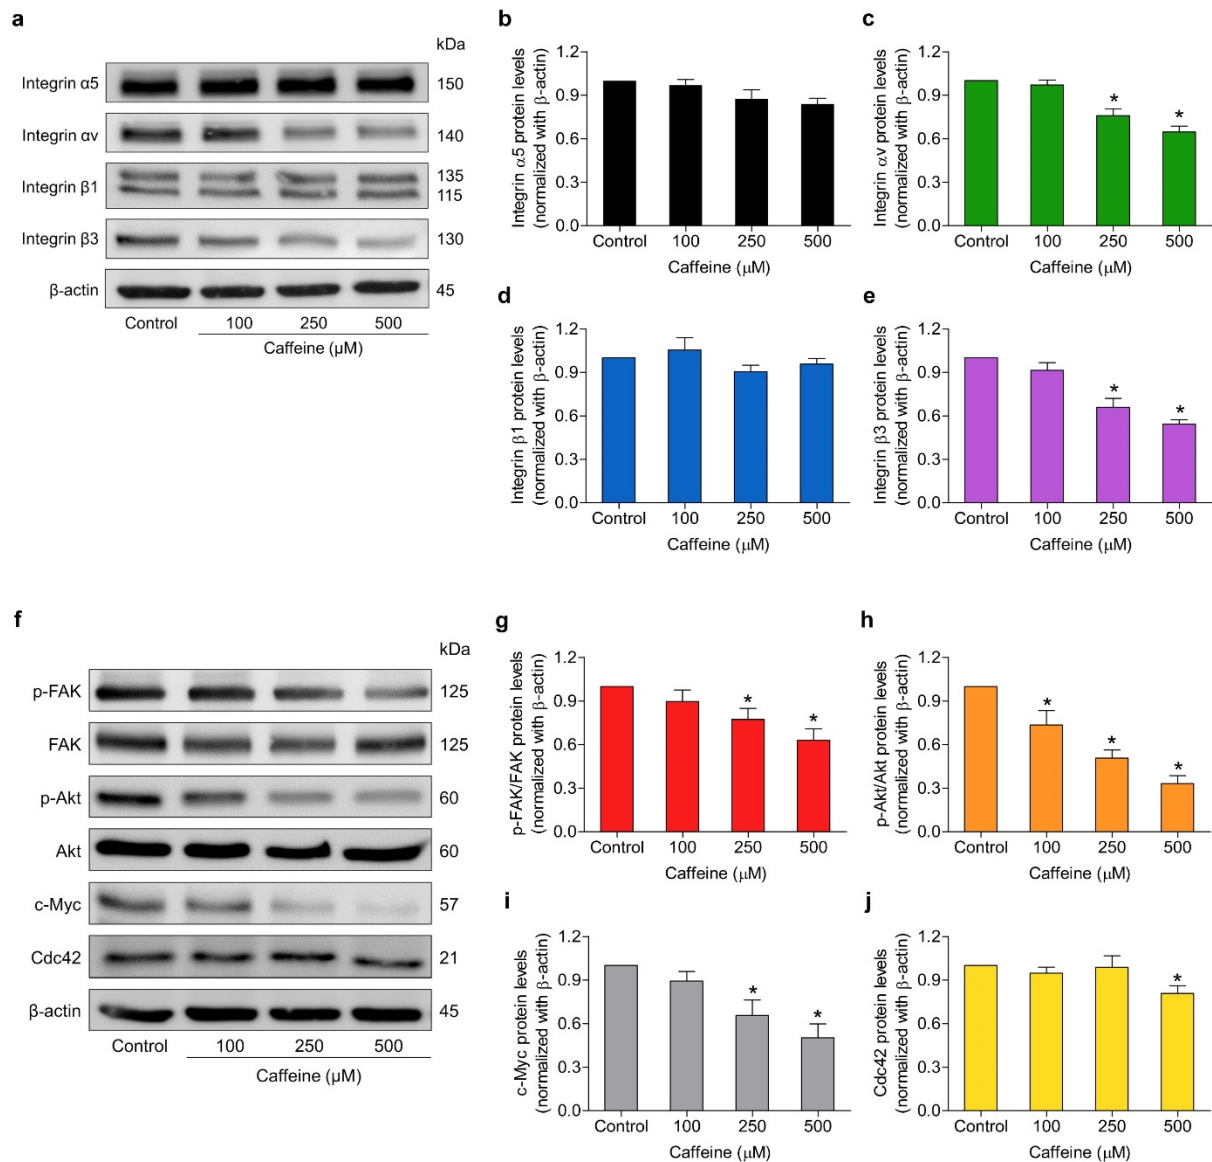 a
kDa
Integrin α5
150
Integrin αv
140
Integrin β1
135
115
Integrin β3
130
β-actin
45
Control 100 250 500
Caffeine (µM)
b
Integrin α5 protein levels
(normalized with β-actin)
1.2
0.9
0.6
0.3
0.0
Control 100 250 500
Caffeine (µM)
c
Integrin αv protein levels
(normalized with β-actin)
1.2
0.9
0.6
0.3
0.0
* *
Control 100 250 500
Caffeine (µM)
d
Integrin β1 protein levels
(normalized with β-actin)
1.2
0.9
0.6
0.3
0.0
Control 100 250 500
Caffeine (µM)
e
Integrin β3 protein levels
(normalized with β-actin)
1.2
0.9
0.6
0.3
0.0
* *
Control 100 250 500
Caffeine (µM)
f
kDa
p-FAK
125
FAK
125
p-Akt
60
Akt
60
c-Myc
57
Cdc42
21
β-actin
45
Control 100 250 500
Caffeine (µM)
g
p-FAK/FAK protein levels
(normalized with β-actin)
1.2
0.9
0.6
0.3
0.0
* *
Control 100 250 500
Caffeine (µM)
h
p-Akt/Akt protein levels
(normalized with β-actin)
1.2
0.9
0.6
0.3
0.0
* * *
Control 100 250 500
Caffeine (µM)
i
c-Myc protein levels
(normalized with β-actin)
1.2
0.9
0.6
0.3
0.0
* *
Control 100 250 500
Caffeine (µM)
j
Cdc42 protein levels
(normalized with β-actin)
1.2
0.9
0.6
0.3
0.0
*
Control 100 250 500
Caffeine (µM)